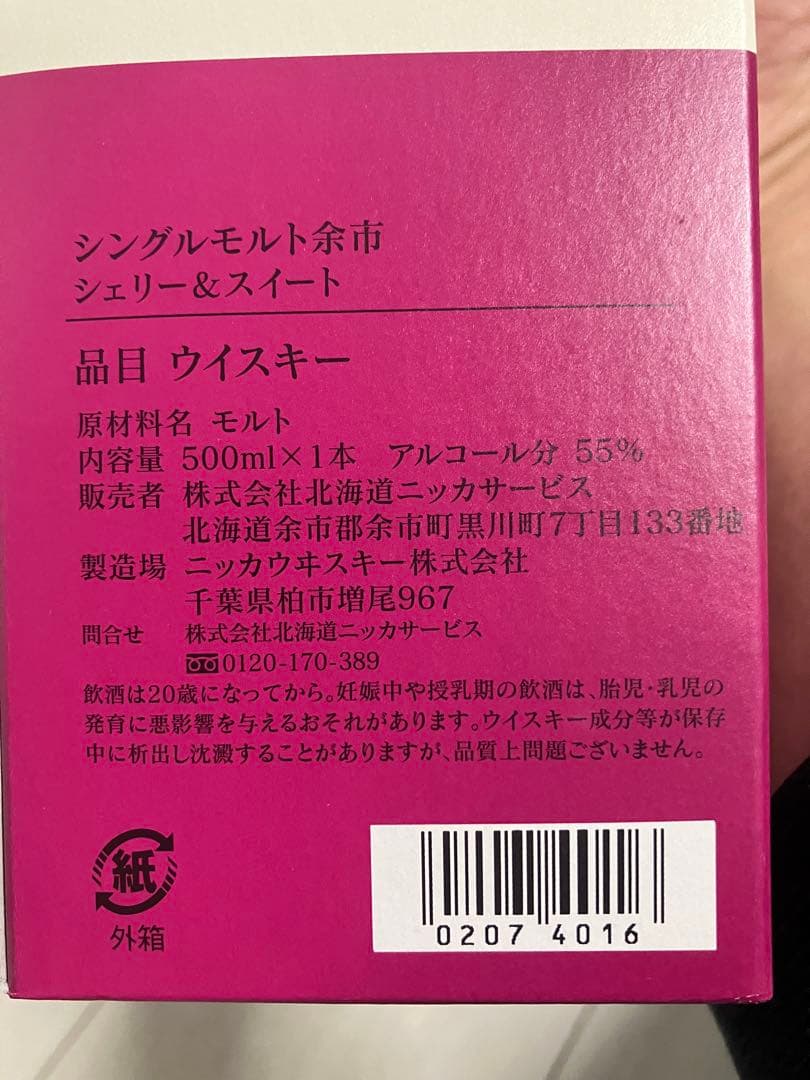 シングルモルト余市
シェリー&スイート
品目 ウイスキー
原材料名 モルト
内容量 500ml×1本 アルコール分 55%
販売者 株式会社北海道ニッカサービス
北海道余市郡余市町黒川町7丁目133番地
製造場 ニッカウヰスキー株式会社
千葉県柏市増尾967
問合せ 株式会社北海道ニッカサービス
0120-170-389
飲酒は20歳になってから。妊娠中や授乳期の飲酒は、胎児・乳児の
発育に悪影響を与えるおそれがあります。ウイスキー成分等が保存
中に析出し沈澱することがありますが、品質上問題ございません。
紙
外箱
0207 4016